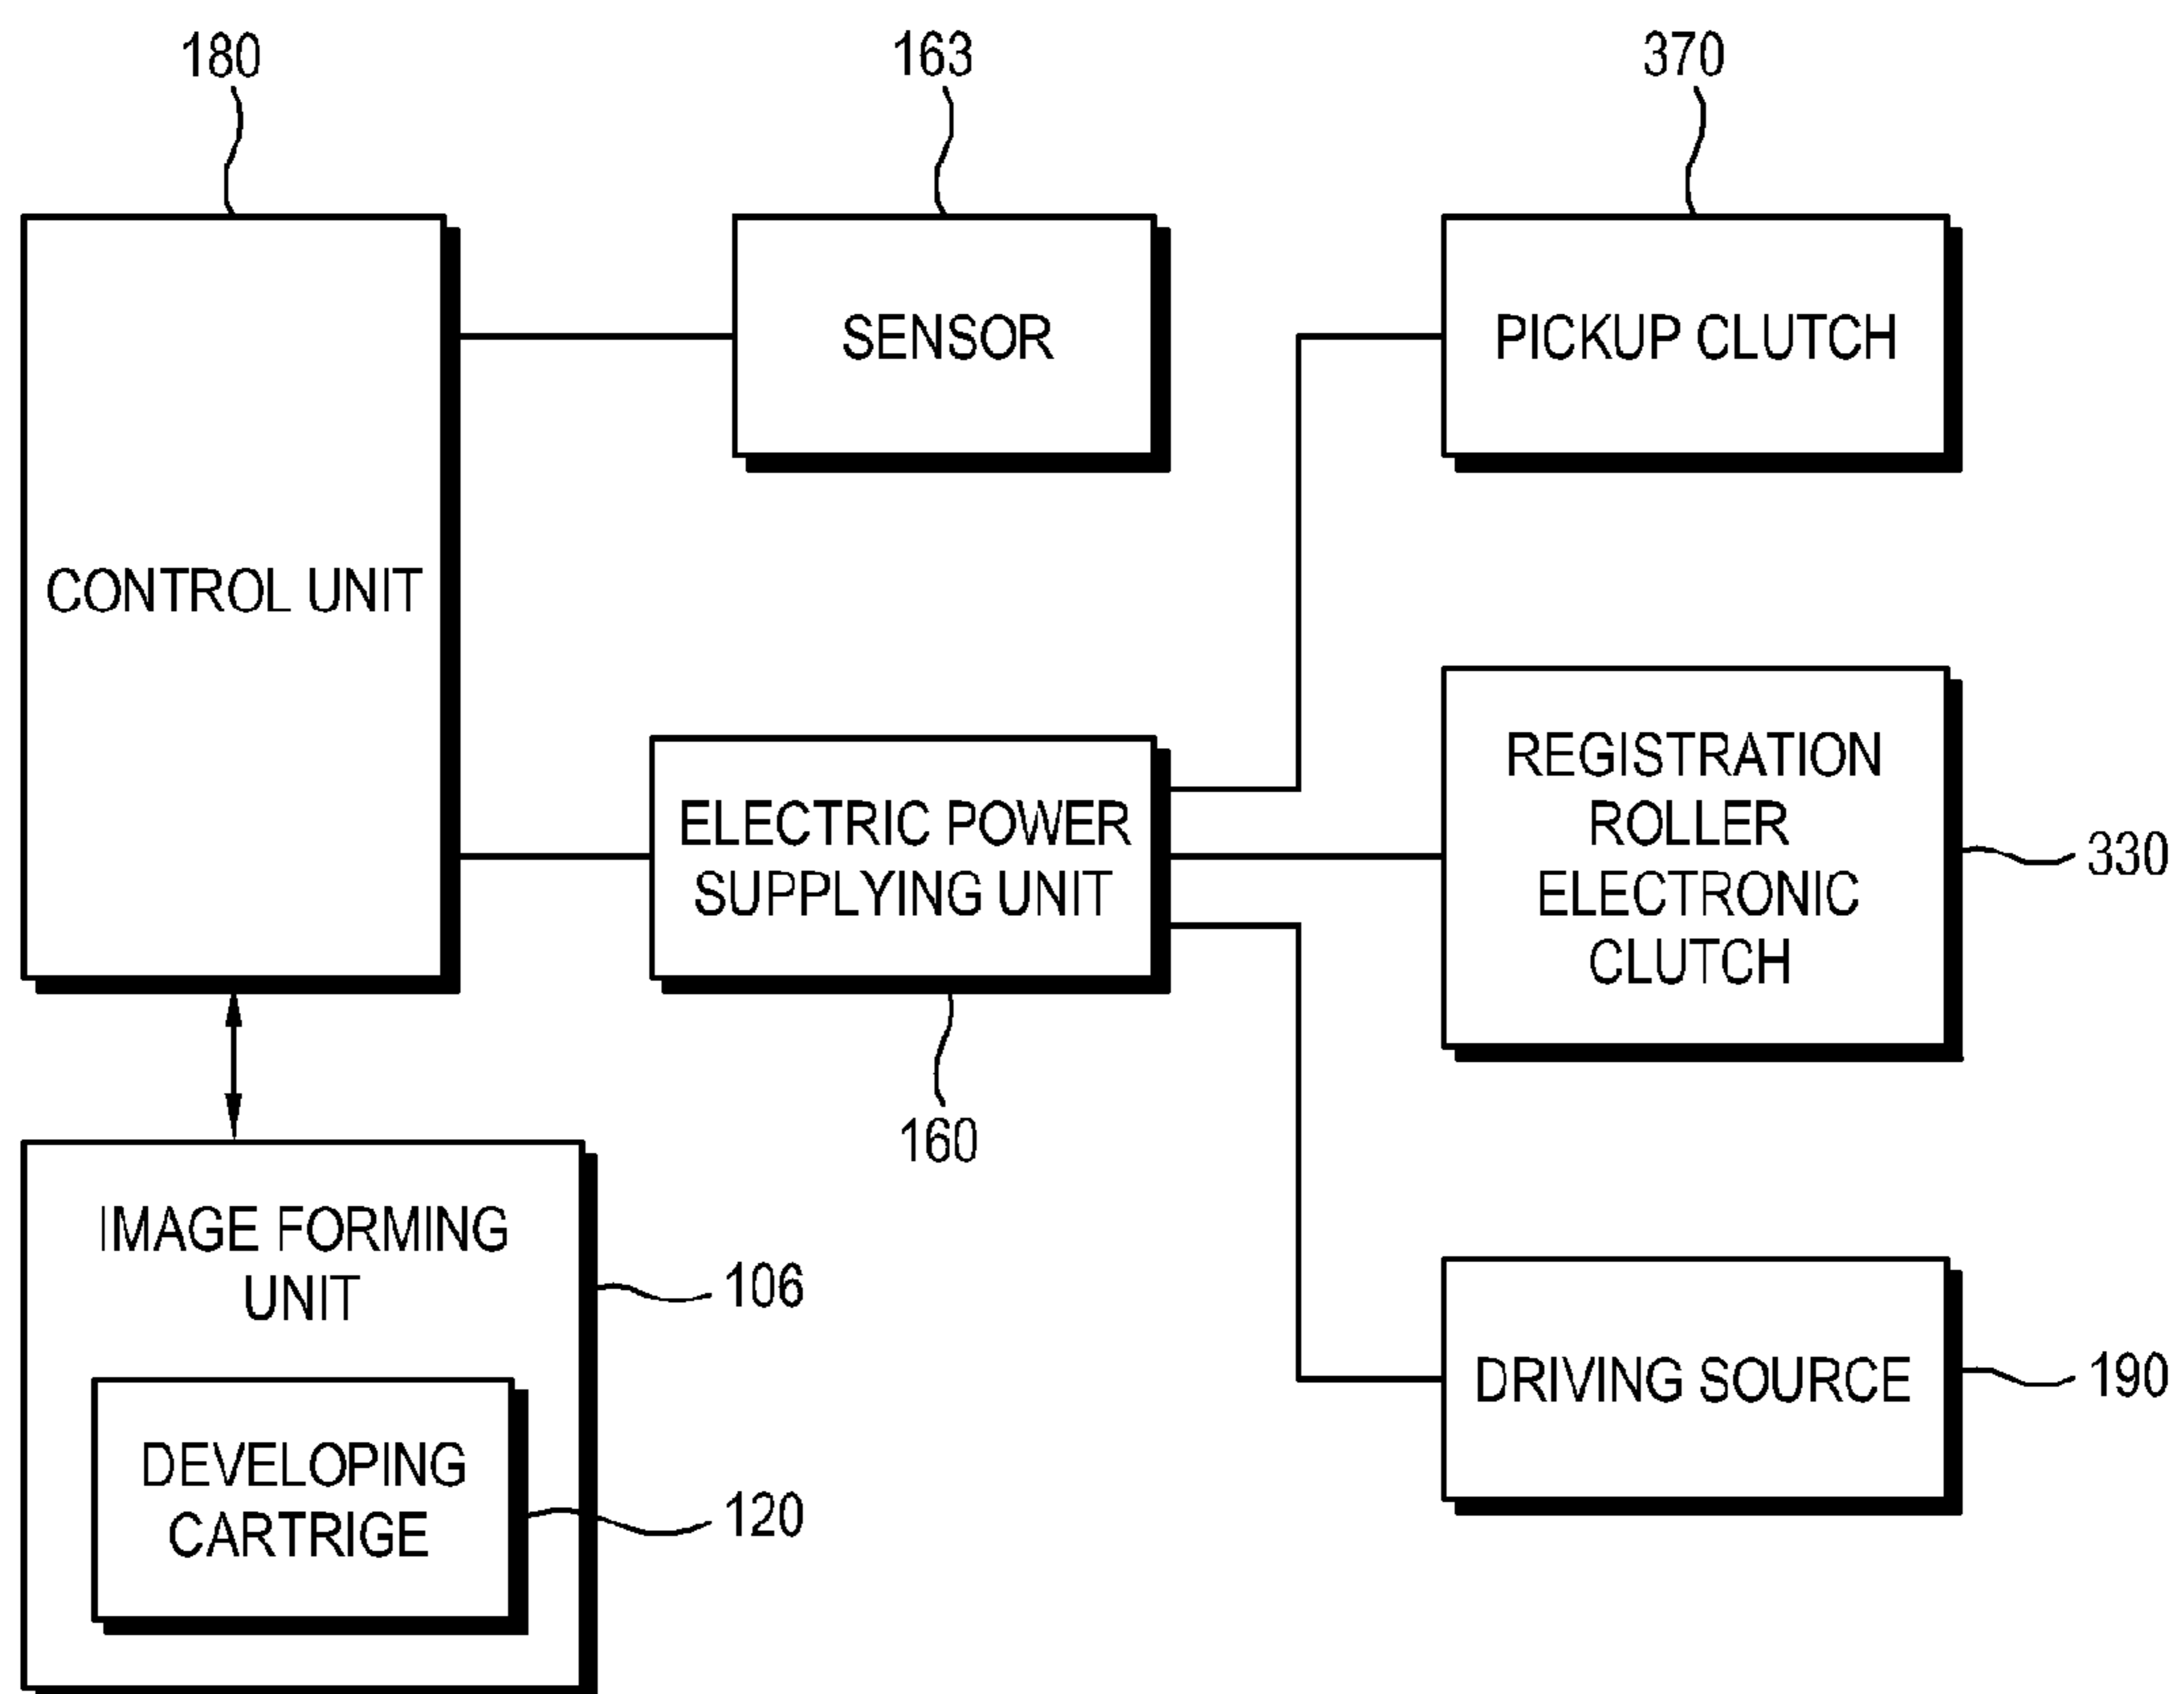 180
163
370
CONTROL UNIT
SENSOR
PICKUP CLUTCH
ELECTRIC POWER
SUPPLYING UNIT
160
REGISTRATION
ROLLER
ELECTRONIC
CLUTCH
330
IMAGE FORMING
UNIT
106
DEVELOPING
CARTRIGE
120
DRIVING SOURCE
190